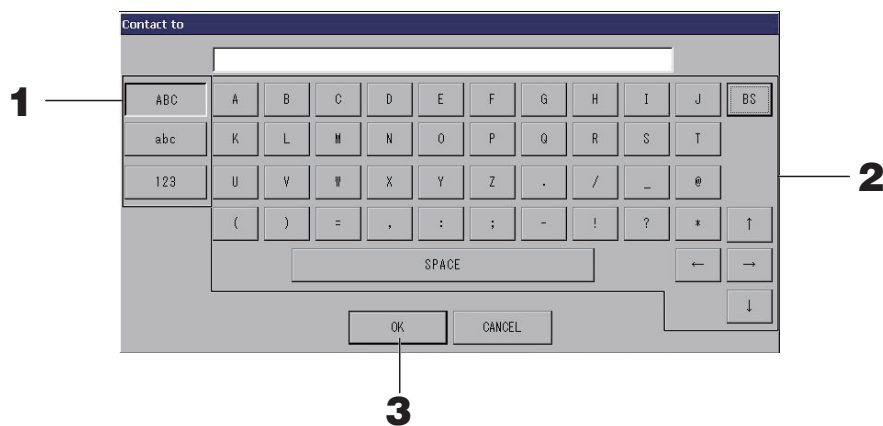 Contact to
1
ABC A B C D E F G H I J BS
abc K L M N O P Q R S T
123 U V W X Y Z . / _ @
2
( ) = , : ; - ! ? * ↑
SPACE ← →
↓
OK CANCEL
3